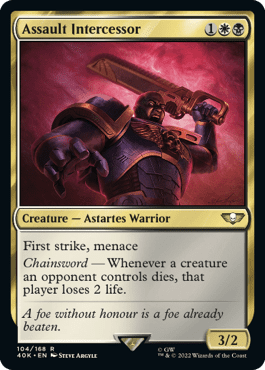 Assault Intercessor 1
Creature — Astartes Warrior
First strike, menace
Chainsword — Whenever a creature
an opponent controls dies, that
player loses 2 life.
A foe without honour is a foe already
beaten.
3/2
104/168 R
40K • EN STEVE ARGYLE
© GW
™ & © 2022 Wizards of the Coast